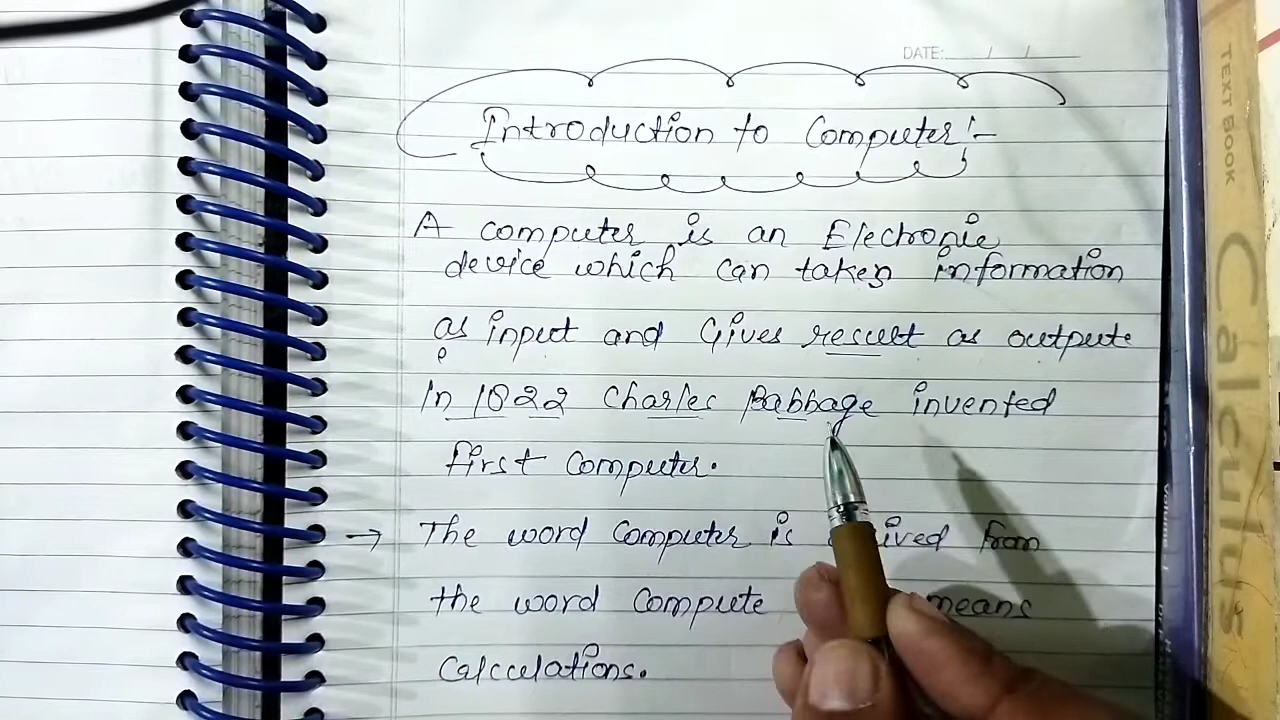 DATE: / /
Introduction to Computer:-
A computer is an Electronic
device which can takes information
as input and Gives result as outpute
In 1822 Charles Babbage invented
first Computer.
→ The word Computer is from
the word Compute means
Calculations.
TEXT BOOK
Calculus